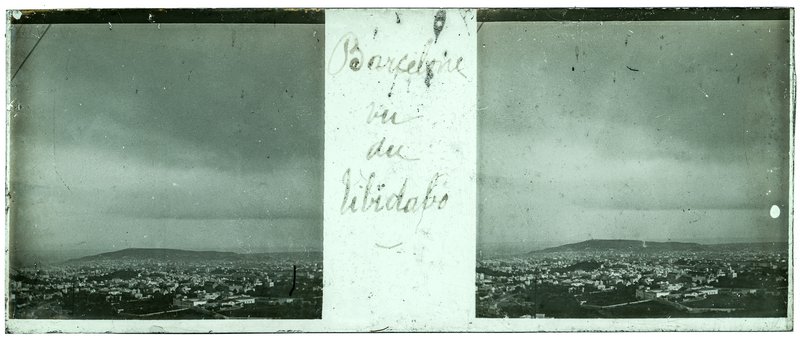 Barcelone
vu
du
Tibidabo